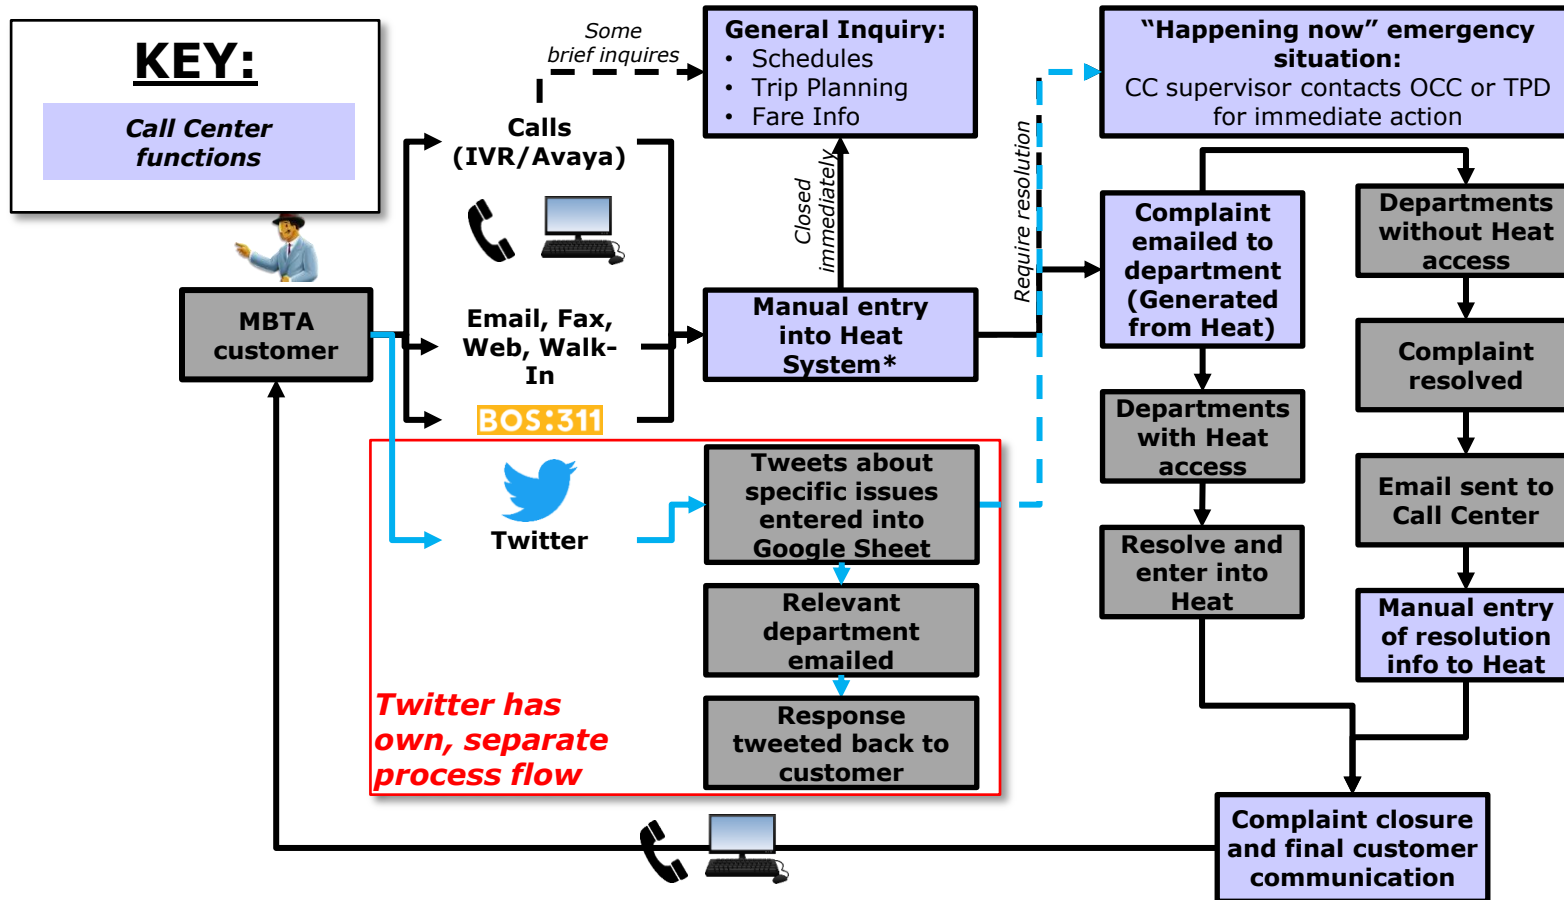 KEY:
Call Center
functions
Some
brief inquires
General Inquiry:
• Schedules
• Trip Planning
• Fare Info
“Happening now” emergency
situation:
CC supervisor contacts OCC or TPD
for immediate action
Calls
(IVR/Avaya)
Closed
immediately
Require resolution
MBTA
customer
Email, Fax,
Web, Walk-
In
BOS:311
Manual entry
into Heat
System*
Complaint
emailed to
department
(Generated
from Heat)
Departments
without Heat
access
Complaint
resolved
Departments
with Heat
access
Email sent to
Call Center
Resolve and
enter into
Heat
Manual entry
of resolution
info to Heat
Twitter
Tweets about
specific issues
entered into
Google Sheet
Relevant
department
emailed
Response
tweeted back to
customer
Twitter has
own, separate
process flow
Complaint closure
and final customer
communication